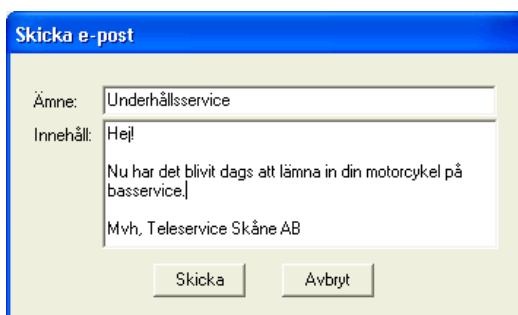 Skicka e-post
Ämne: Underhållsservice
Innehåll: Hej!
Nu har det blivit dags att lämna in din motorcykel på
basservice.
Mvh, Teleservice Skåne AB
Skicka Avbryt